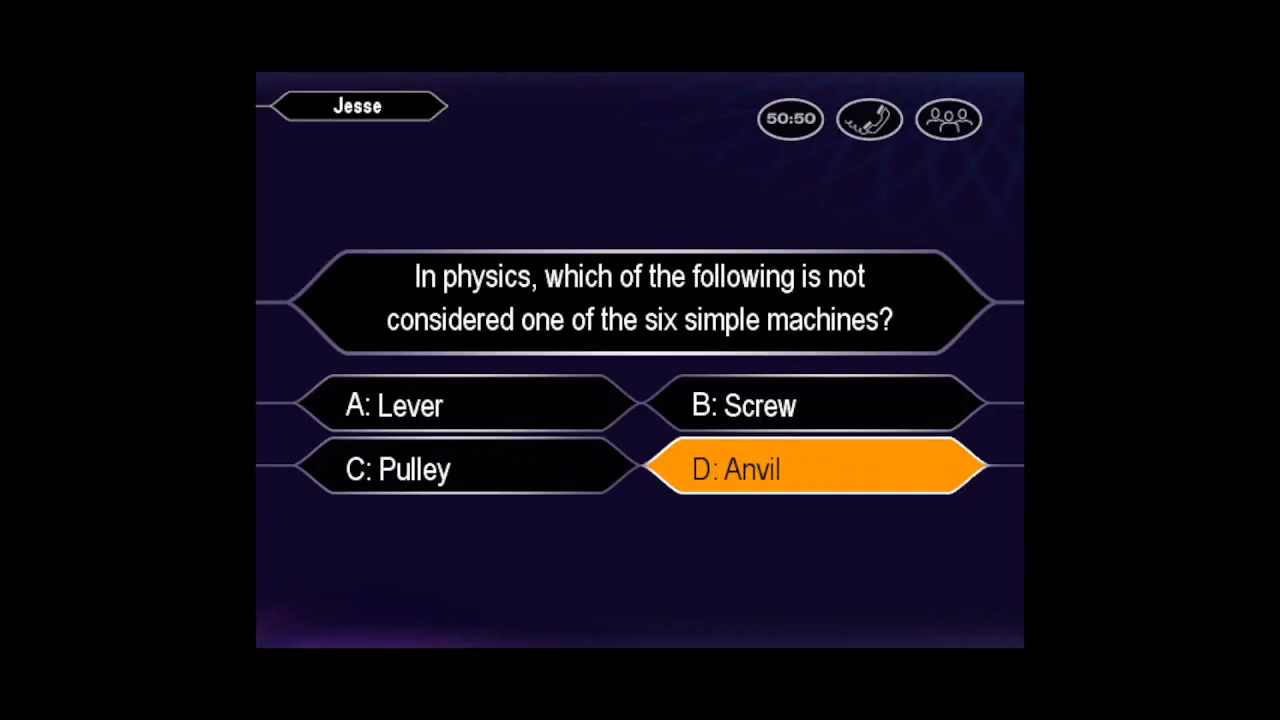 Jesse
50:50
In physics, which of the following is not
considered one of the six simple machines?
A: Lever
B: Screw
C: Pulley
D: Anvil